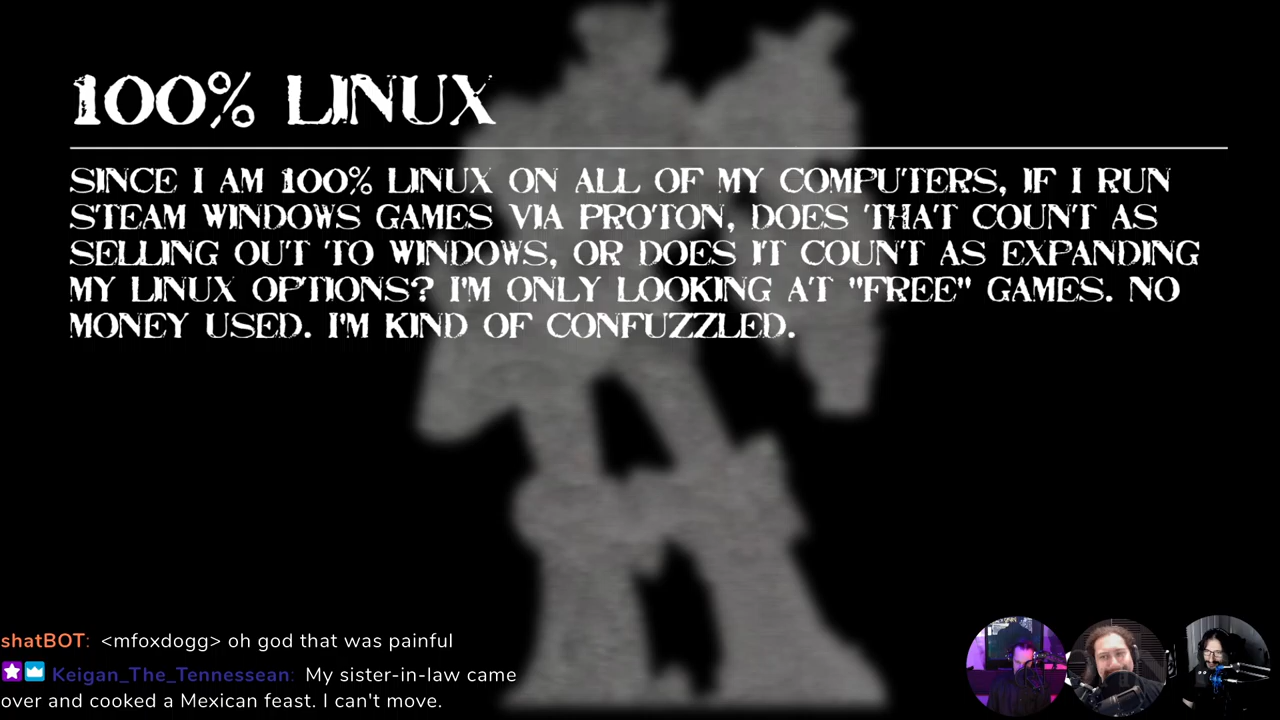 100% LINUX
SINCE I AM 100% LINUX ON ALL OF MY COMPUTERS, IF I RUN
STEAM WINDOWS GAMES VIA PROTON, DOES THAT COUNT AS
SELLING OUT TO WINDOWS, OR DOES IT COUNT AS EXPANDING
MY LINUX OPTIONS? I'M ONLY LOOKING AT "FREE" GAMES. NO
MONEY USED. I'M KIND OF CONFUZZLED.
shatBOT: <mfoxdogg> oh god that was painful
Keigan_The_Tennessean: My sister-in-law came
over and cooked a Mexican feast. I can't move.